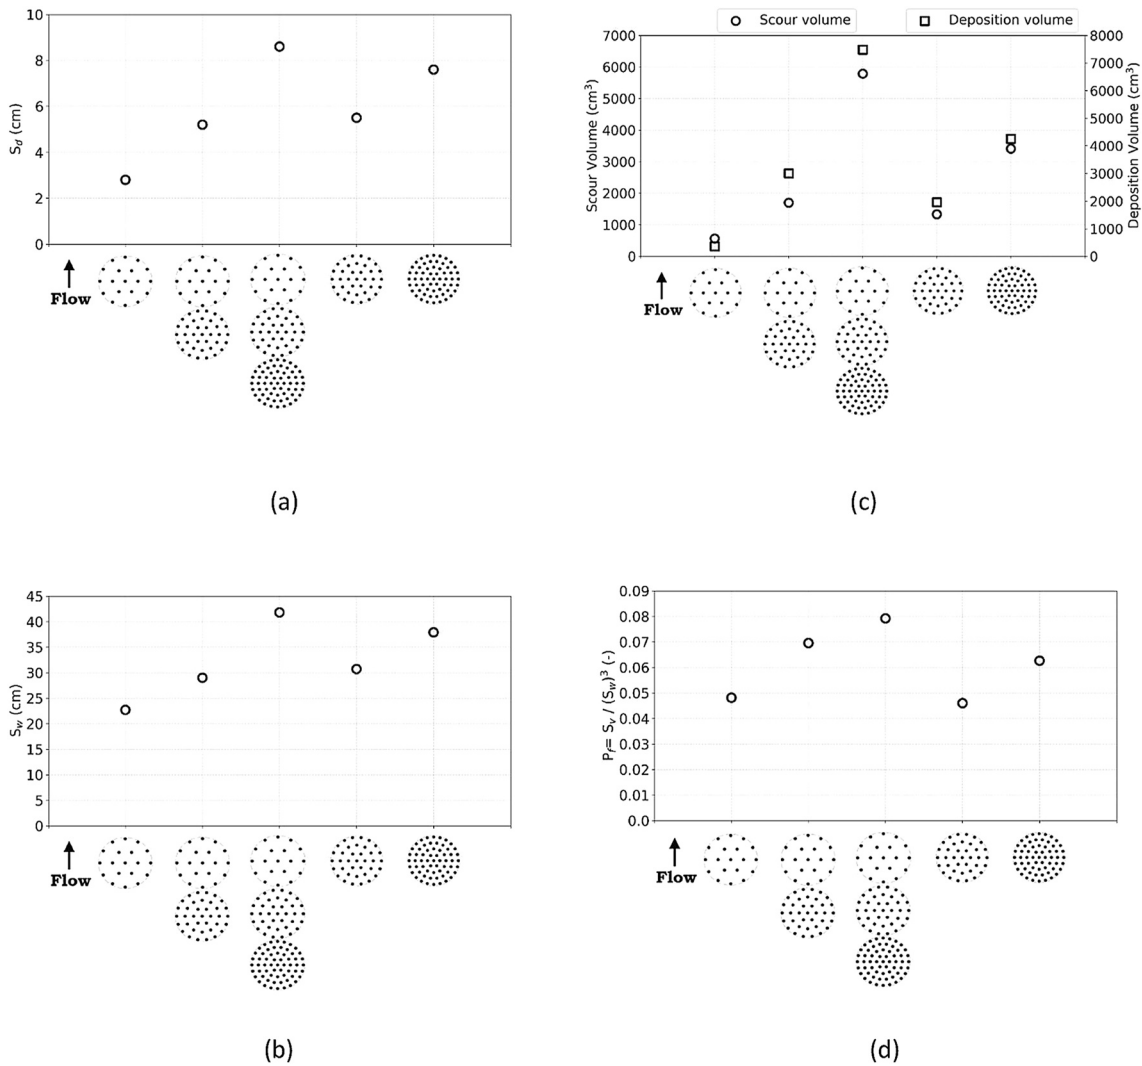 10
8
6
4
2
0
S_d (cm)
Flow
(a)
Scour volume
Deposition volume
7000
6000
5000
4000
3000
2000
1000
0
Scour Volume (cm³)
8000
7000
6000
5000
4000
3000
2000
1000
0
Deposition Volume (cm³)
Flow
(c)
45
40
35
30
25
20
15
10
5
0
S_w (cm)
Flow
(b)
0.09
0.08
0.07
0.06
0.05
0.04
0.03
0.02
0.01
0.0
P_f= S_v / (S_w)³ (-)
Flow
(d)